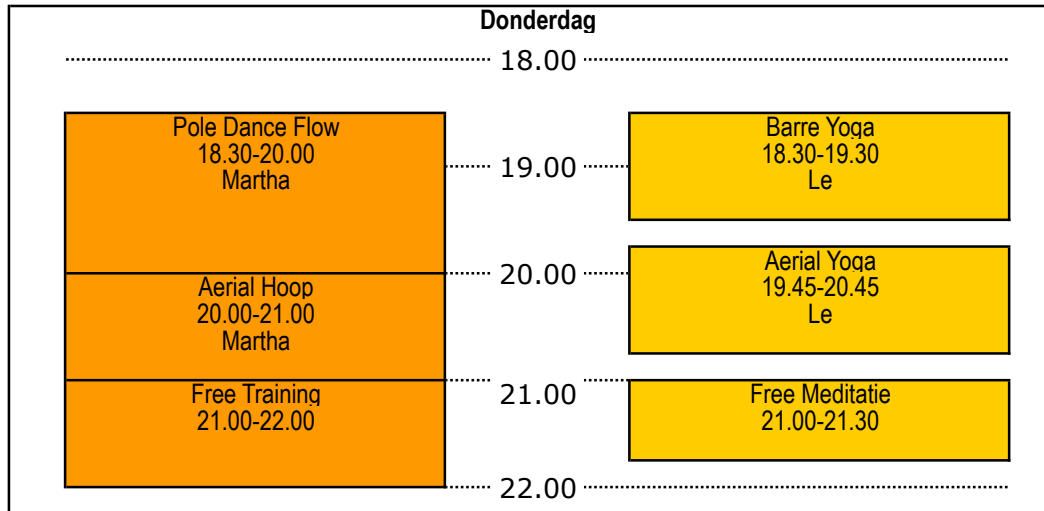 Donderdag
18.00
Pole Dance Flow
18.30-20.00
Martha
Barre Yoga
18.30-19.30
Le
19.00
Aerial Yoga
19.45-20.45
Le
20.00
Aerial Hoop
20.00-21.00
Martha
21.00
Free Training
21.00-22.00
Free Meditatie
21.00-21.30
22.00